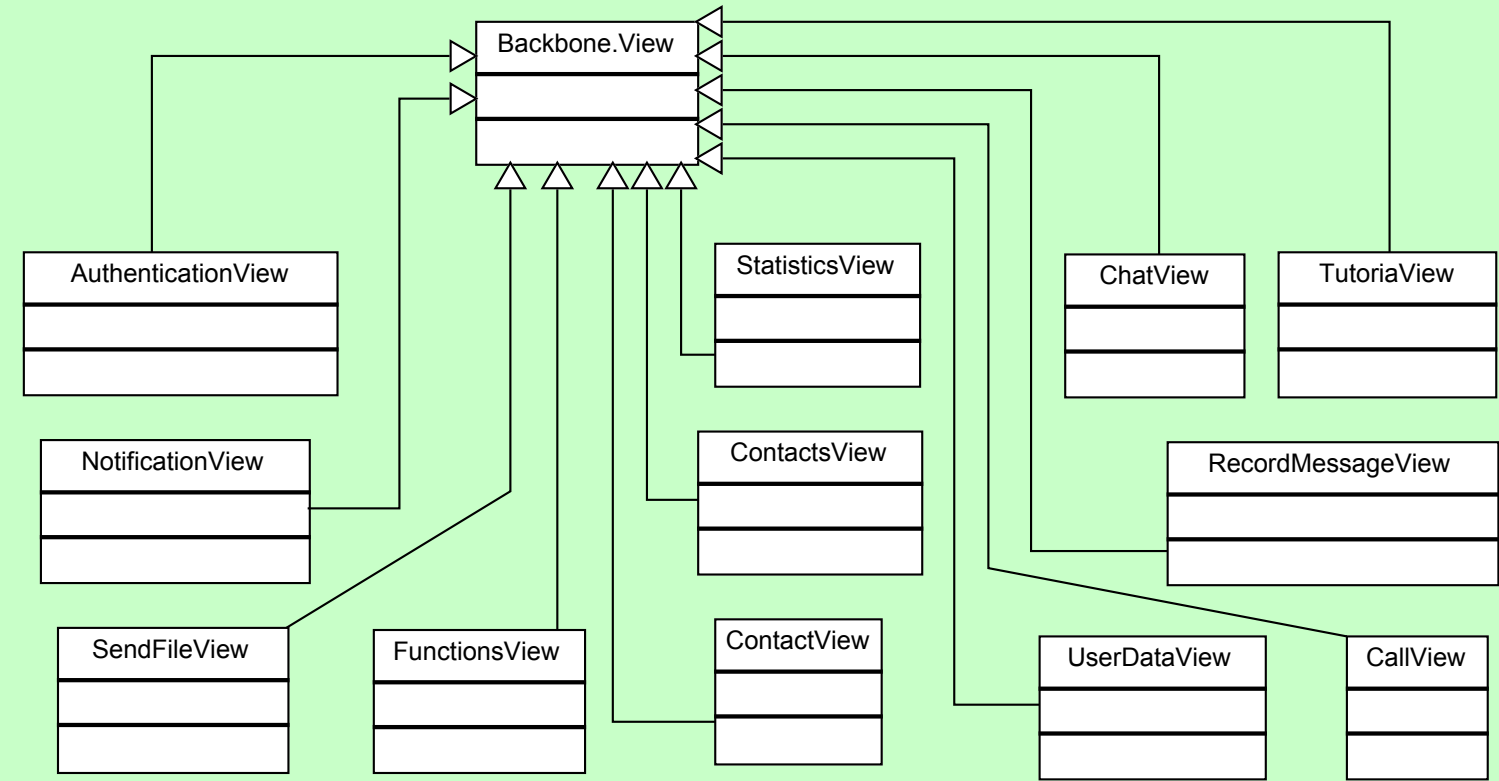 Backbone.View
AuthenticationView
StatisticsView
ChatView
TutoriaView
NotificationView
ContactsView
RecordMessageView
SendFileView
FunctionsView
ContactView
UserDataView
CallView